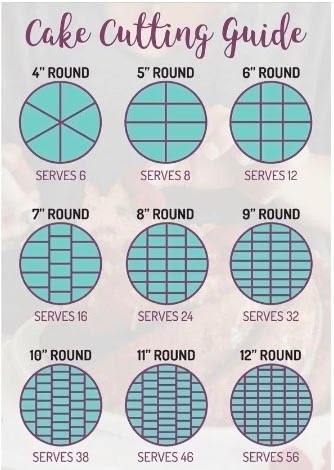 Cake Cutting Guide
4” ROUND
5” ROUND
6” ROUND
SERVES 6
SERVES 8
SERVES 12
7” ROUND
8” ROUND
9” ROUND
SERVES 16
SERVES 24
SERVES 32
10” ROUND
11” ROUND
12” ROUND
SERVES 38
SERVES 46
SERVES 56